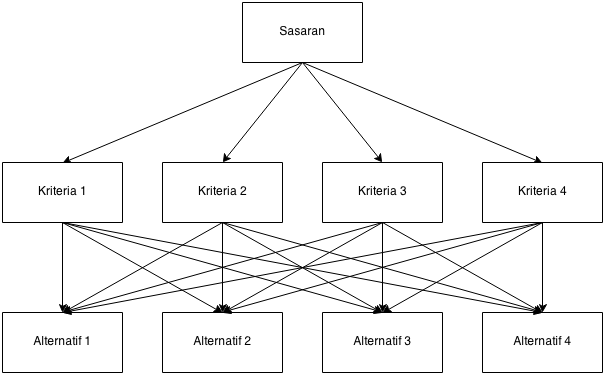 Sasaran
Kriteria 1
Kriteria 2
Kriteria 3
Kriteria 4
Alternatif 1
Alternatif 2
Alternatif 3
Alternatif 4